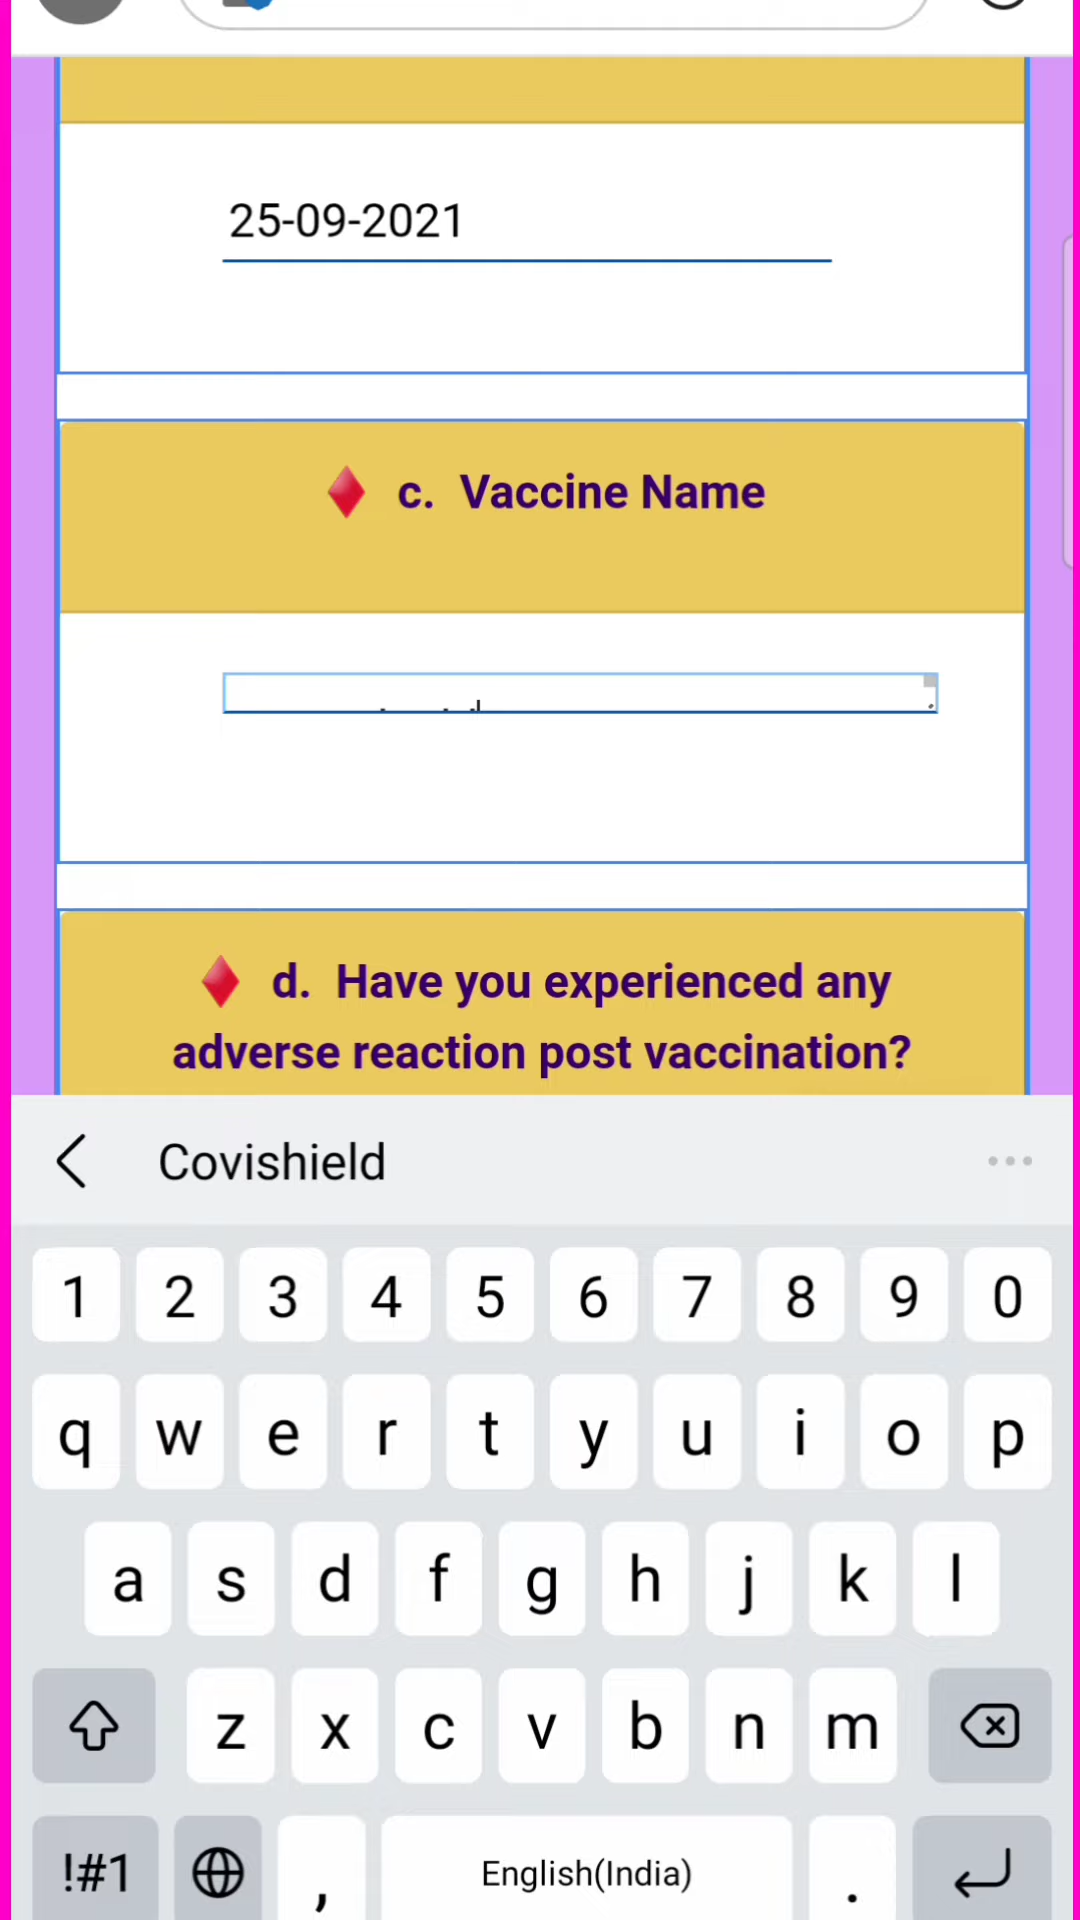 25-09-2021
c. Vaccine Name
d. Have you experienced any
adverse reaction post vaccination?
Covishield
1 2 3 4 5 6 7 8 9 0
q w e r t y u i o p
a s d f g h j k l
z x c v b n m
!#1 , English(India) .